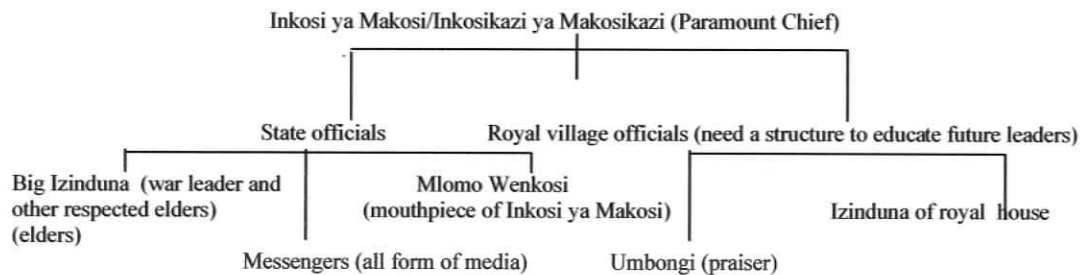 Inkosi ya Makosi/Inkosikazi ya Makosikazi (Paramount Chief)
State officials
Royal village officials (need a structure to educate future leaders)
Big Izinduna (war leader and
other respected elders)
(elders)
Mlomo Wenkosi
(mouthpiece of Inkosi ya Makosi)
Izinduna of royal house
Messengers (all form of media)
Umbongi (praiser)